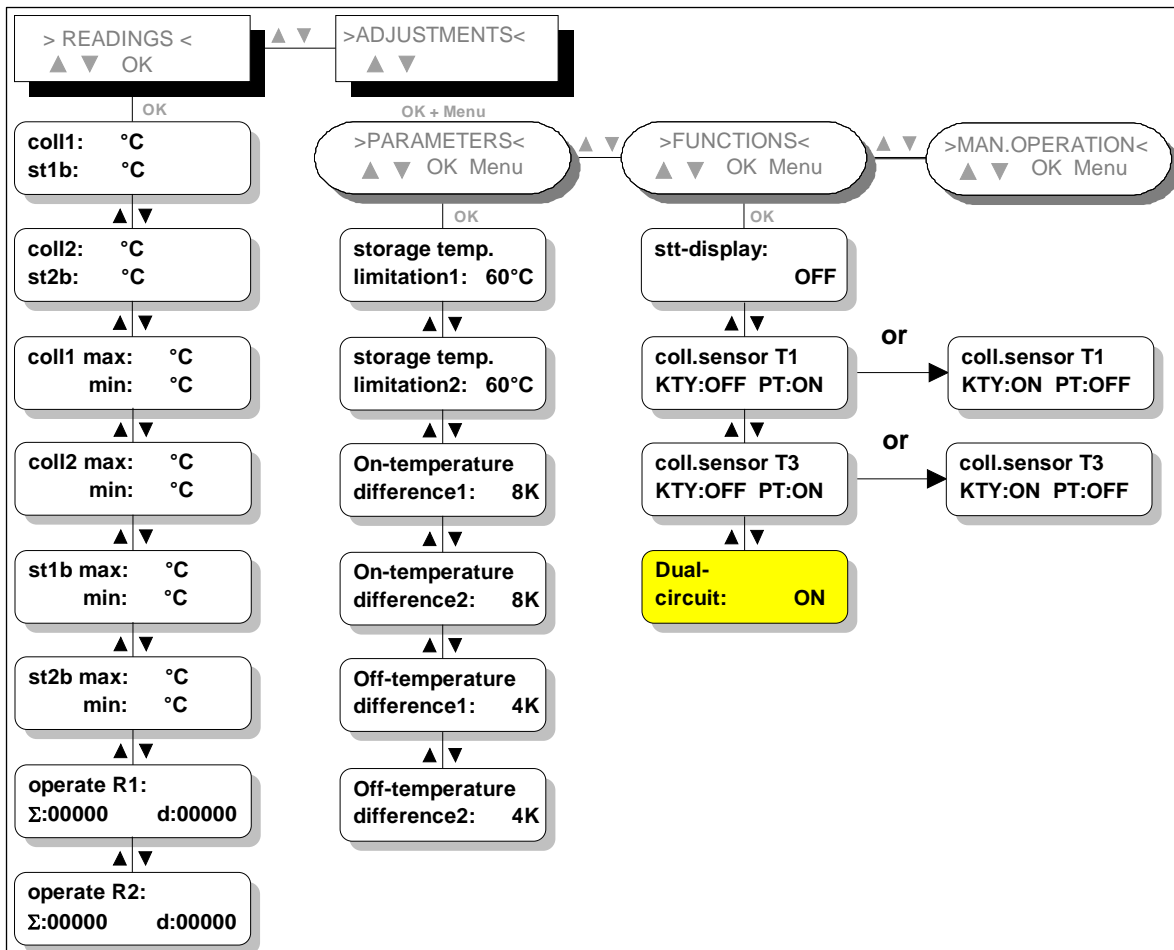 > READINGS <
▲ ▼ OK
▲ ▼
>ADJUSTMENTS<
▲ ▼
OK
coll1: °C
st1b: °C
▲ ▼
coll2: °C
st2b: °C
▲ ▼
coll1 max: °C
min: °C
▲ ▼
coll2 max: °C
min: °C
▲ ▼
st1b max: °C
min: °C
▲ ▼
st2b max: °C
min: °C
▲ ▼
operate R1:
Σ:00000 d:00000
▲ ▼
operate R2:
Σ:00000 d:00000
OK + Menu
>PARAMETERS<
▲ ▼ OK Menu
OK
storage temp.
limitation1: 60°C
▲ ▼
storage temp.
limitation2: 60°C
▲ ▼
On-temperature
difference1: 8K
▲ ▼
On-temperature
difference2: 8K
▲ ▼
Off-temperature
difference1: 4K
▲ ▼
Off-temperature
difference2: 4K
▲ ▼
>FUNCTIONS<
▲ ▼ OK Menu
OK
stt-display:
OFF
▲ ▼
coll.sensor T1
KTY:OFF PT:ON
or
coll.sensor T1
KTY:ON PT:OFF
▲ ▼
coll.sensor T3
KTY:OFF PT:ON
or
coll.sensor T3
KTY:ON PT:OFF
▲ ▼
Dual-
circuit: ON
▲ ▼
>MAN.OPERATION<
▲ ▼ OK Menu